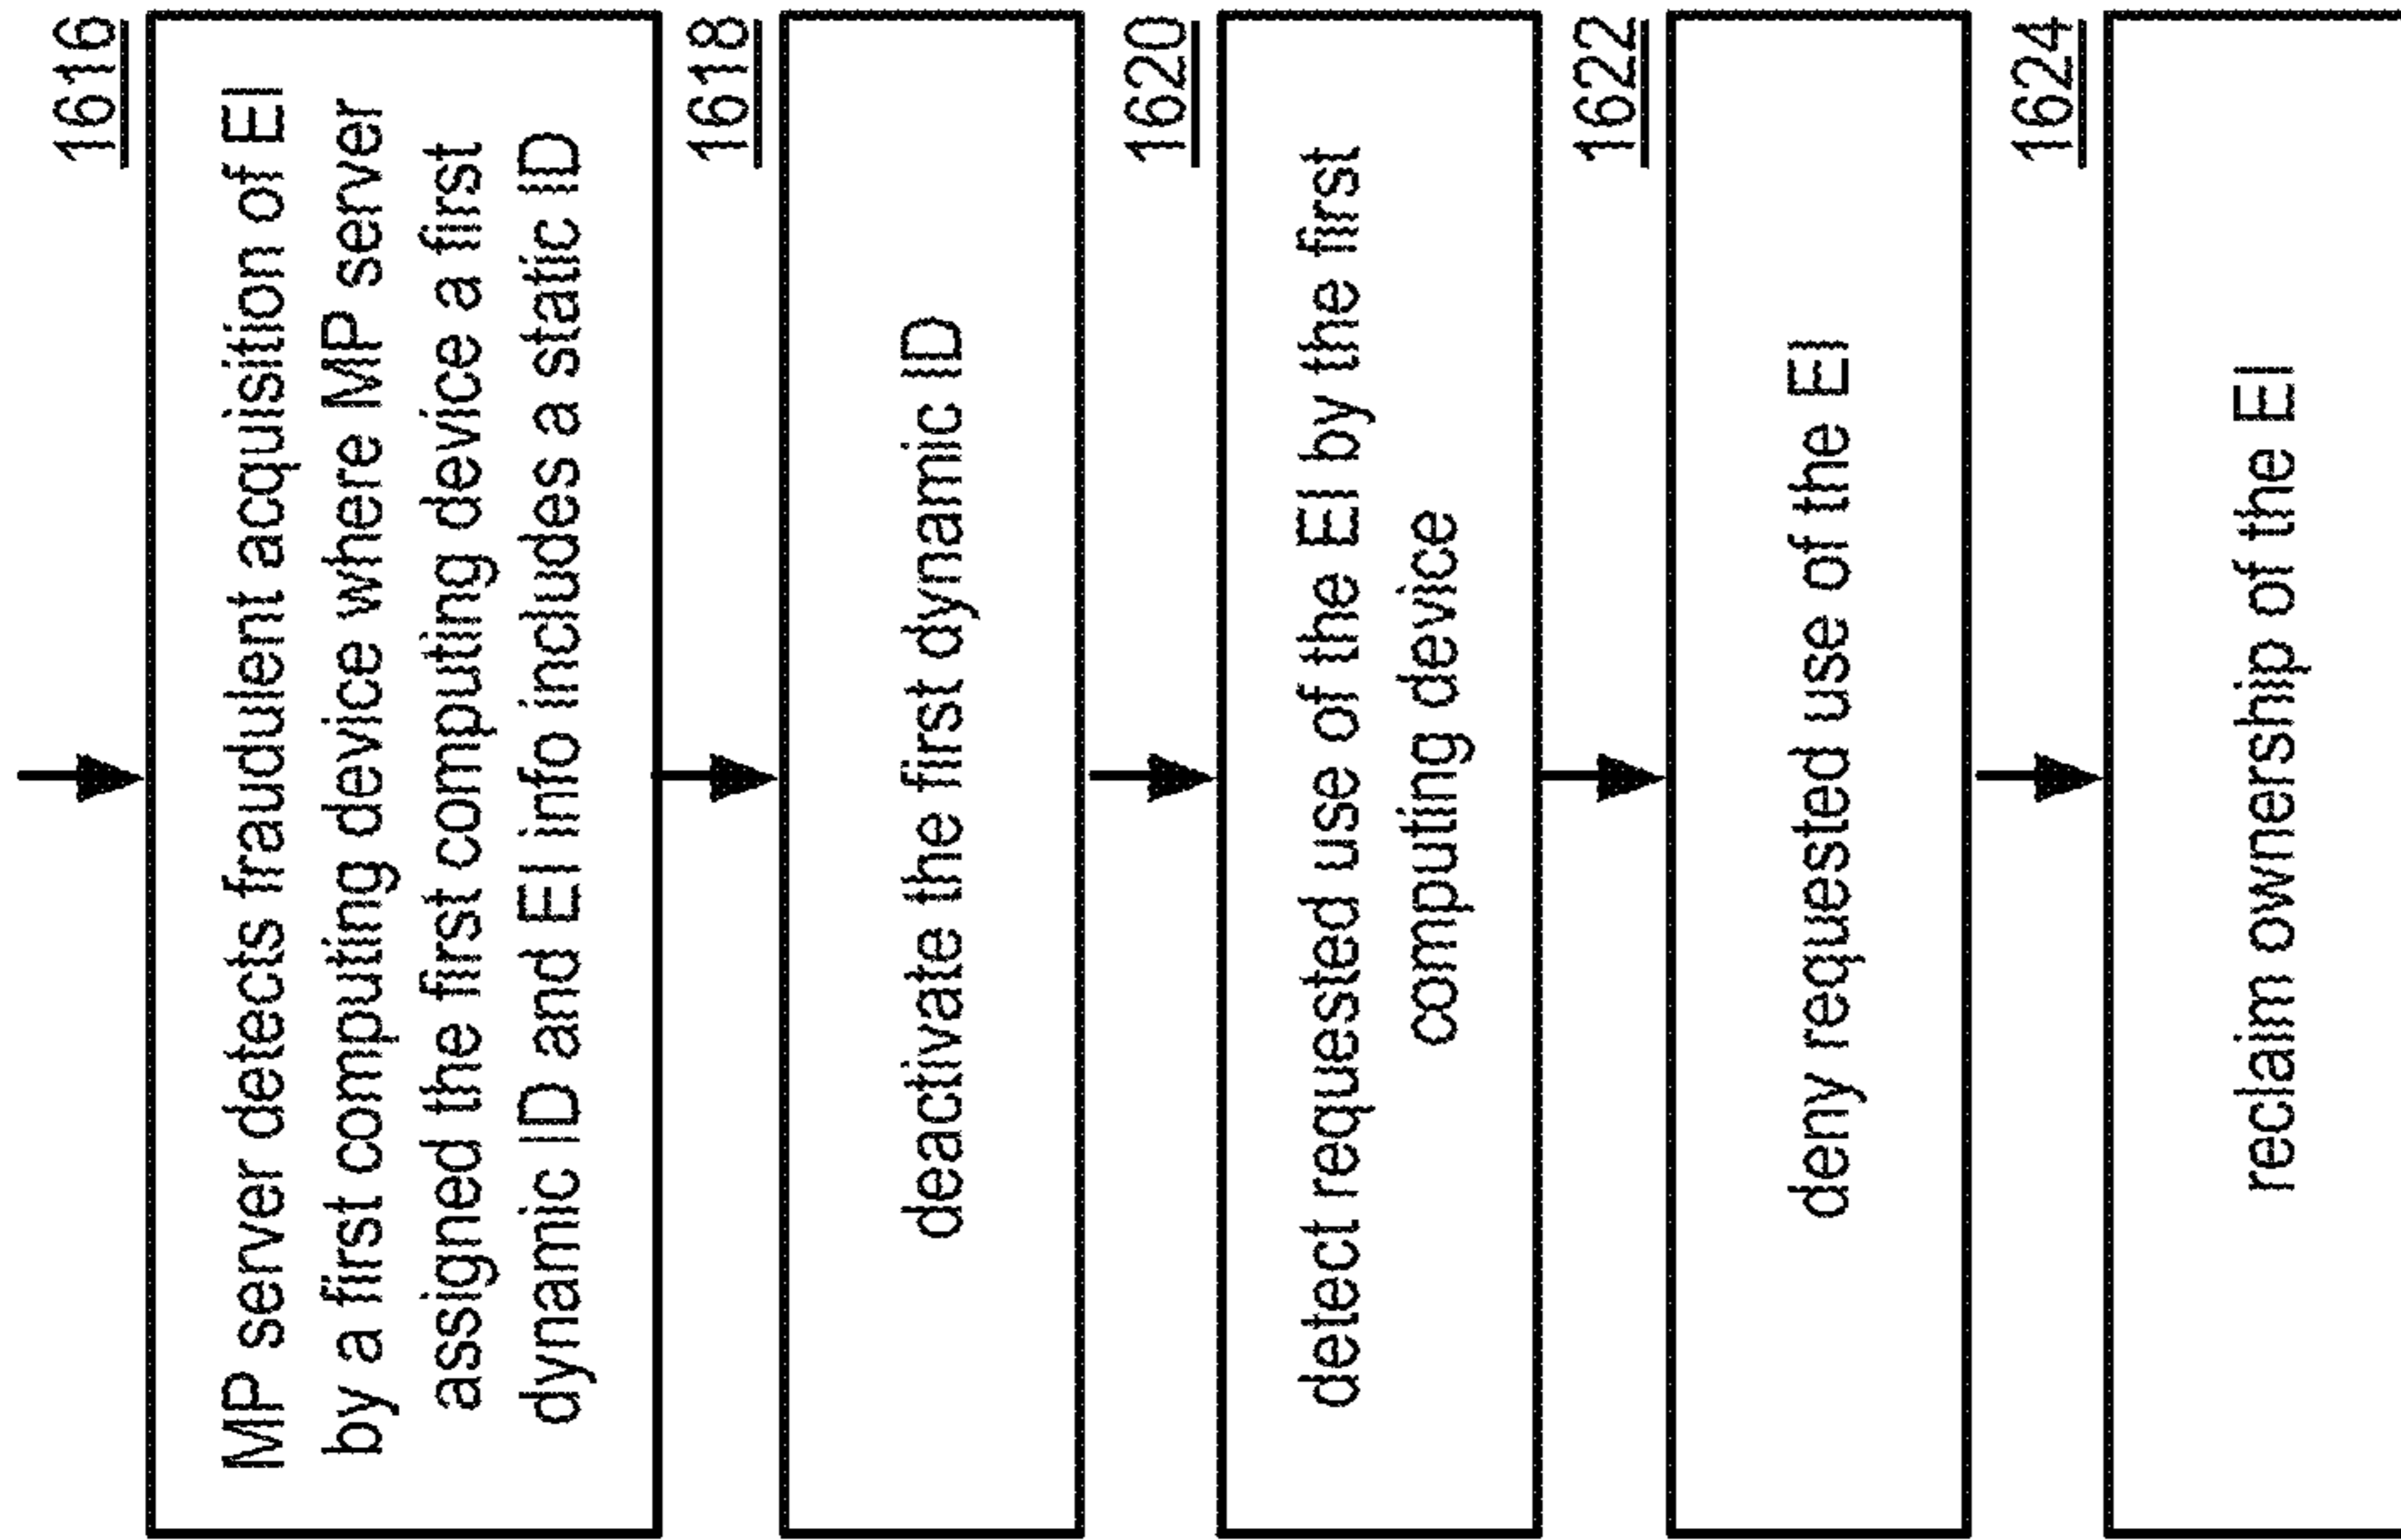 1616
MP server detects fraudulent acquisition of EI
by a first computing device where MP server
assigned the first computing device a first
dynamic ID and EI info includes a static ID
1618
deactivate the first dynamic ID
1620
detect requested use of the EI by the first
computing device
1622
deny requested use of the EI
1624
reclaim ownership of the EI